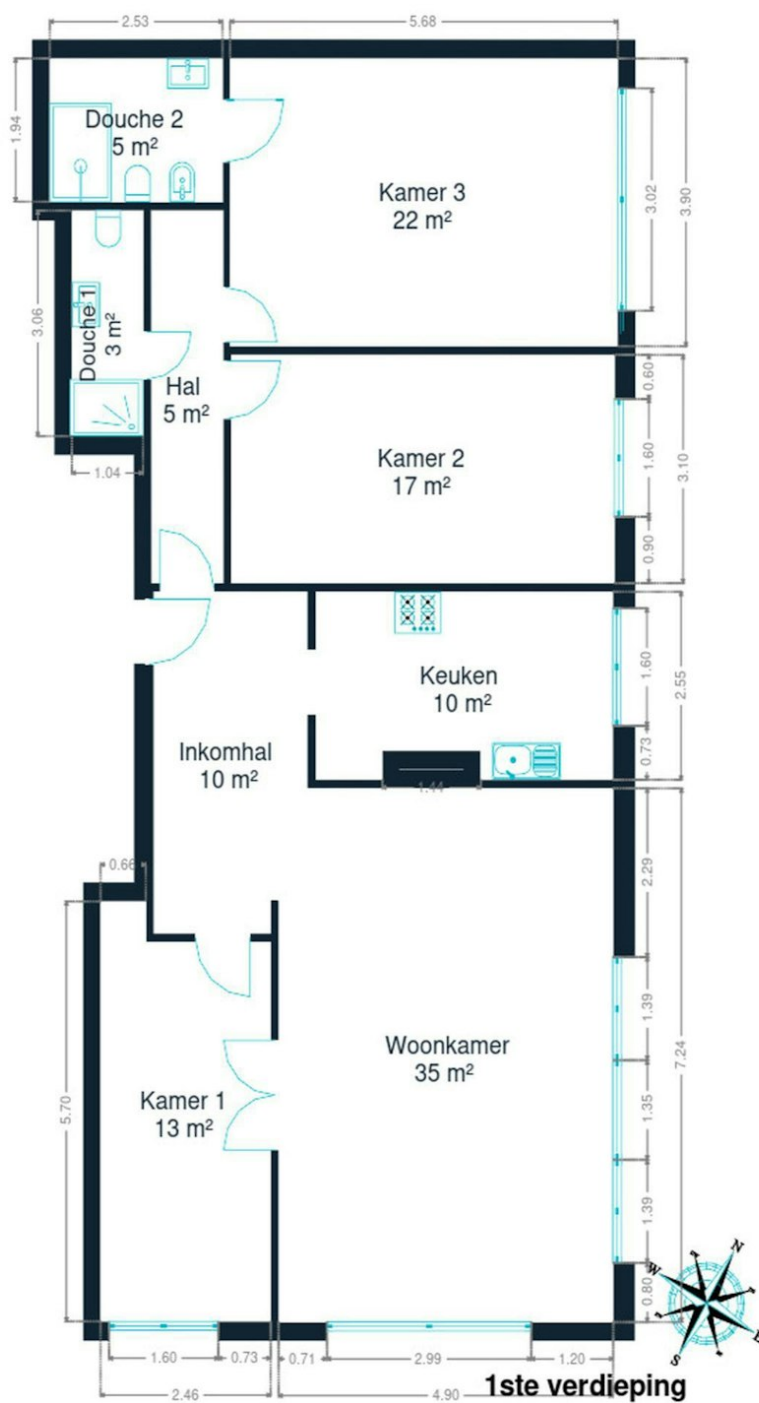 2.53
5.68
Douche 2
5 m²
1.94
Kamer 3
22 m²
3.02
3.90
Douche 1
3 m²
3.06
Hal
5 m²
1.04
Kamer 2
17 m²
0.60
1.60
3.10
0.90
Keuken
10 m²
1.60
2.55
0.73
Inkomhal
10 m²
1.44
0.66
2.29
Woonkamer
35 m²
1.39
7.24
1.35
1.39
0.80
Kamer 1
13 m²
5.70
N
W
E
S
1.60
0.73
0.71
2.99
1.20
2.46
4.90
1ste verdieping